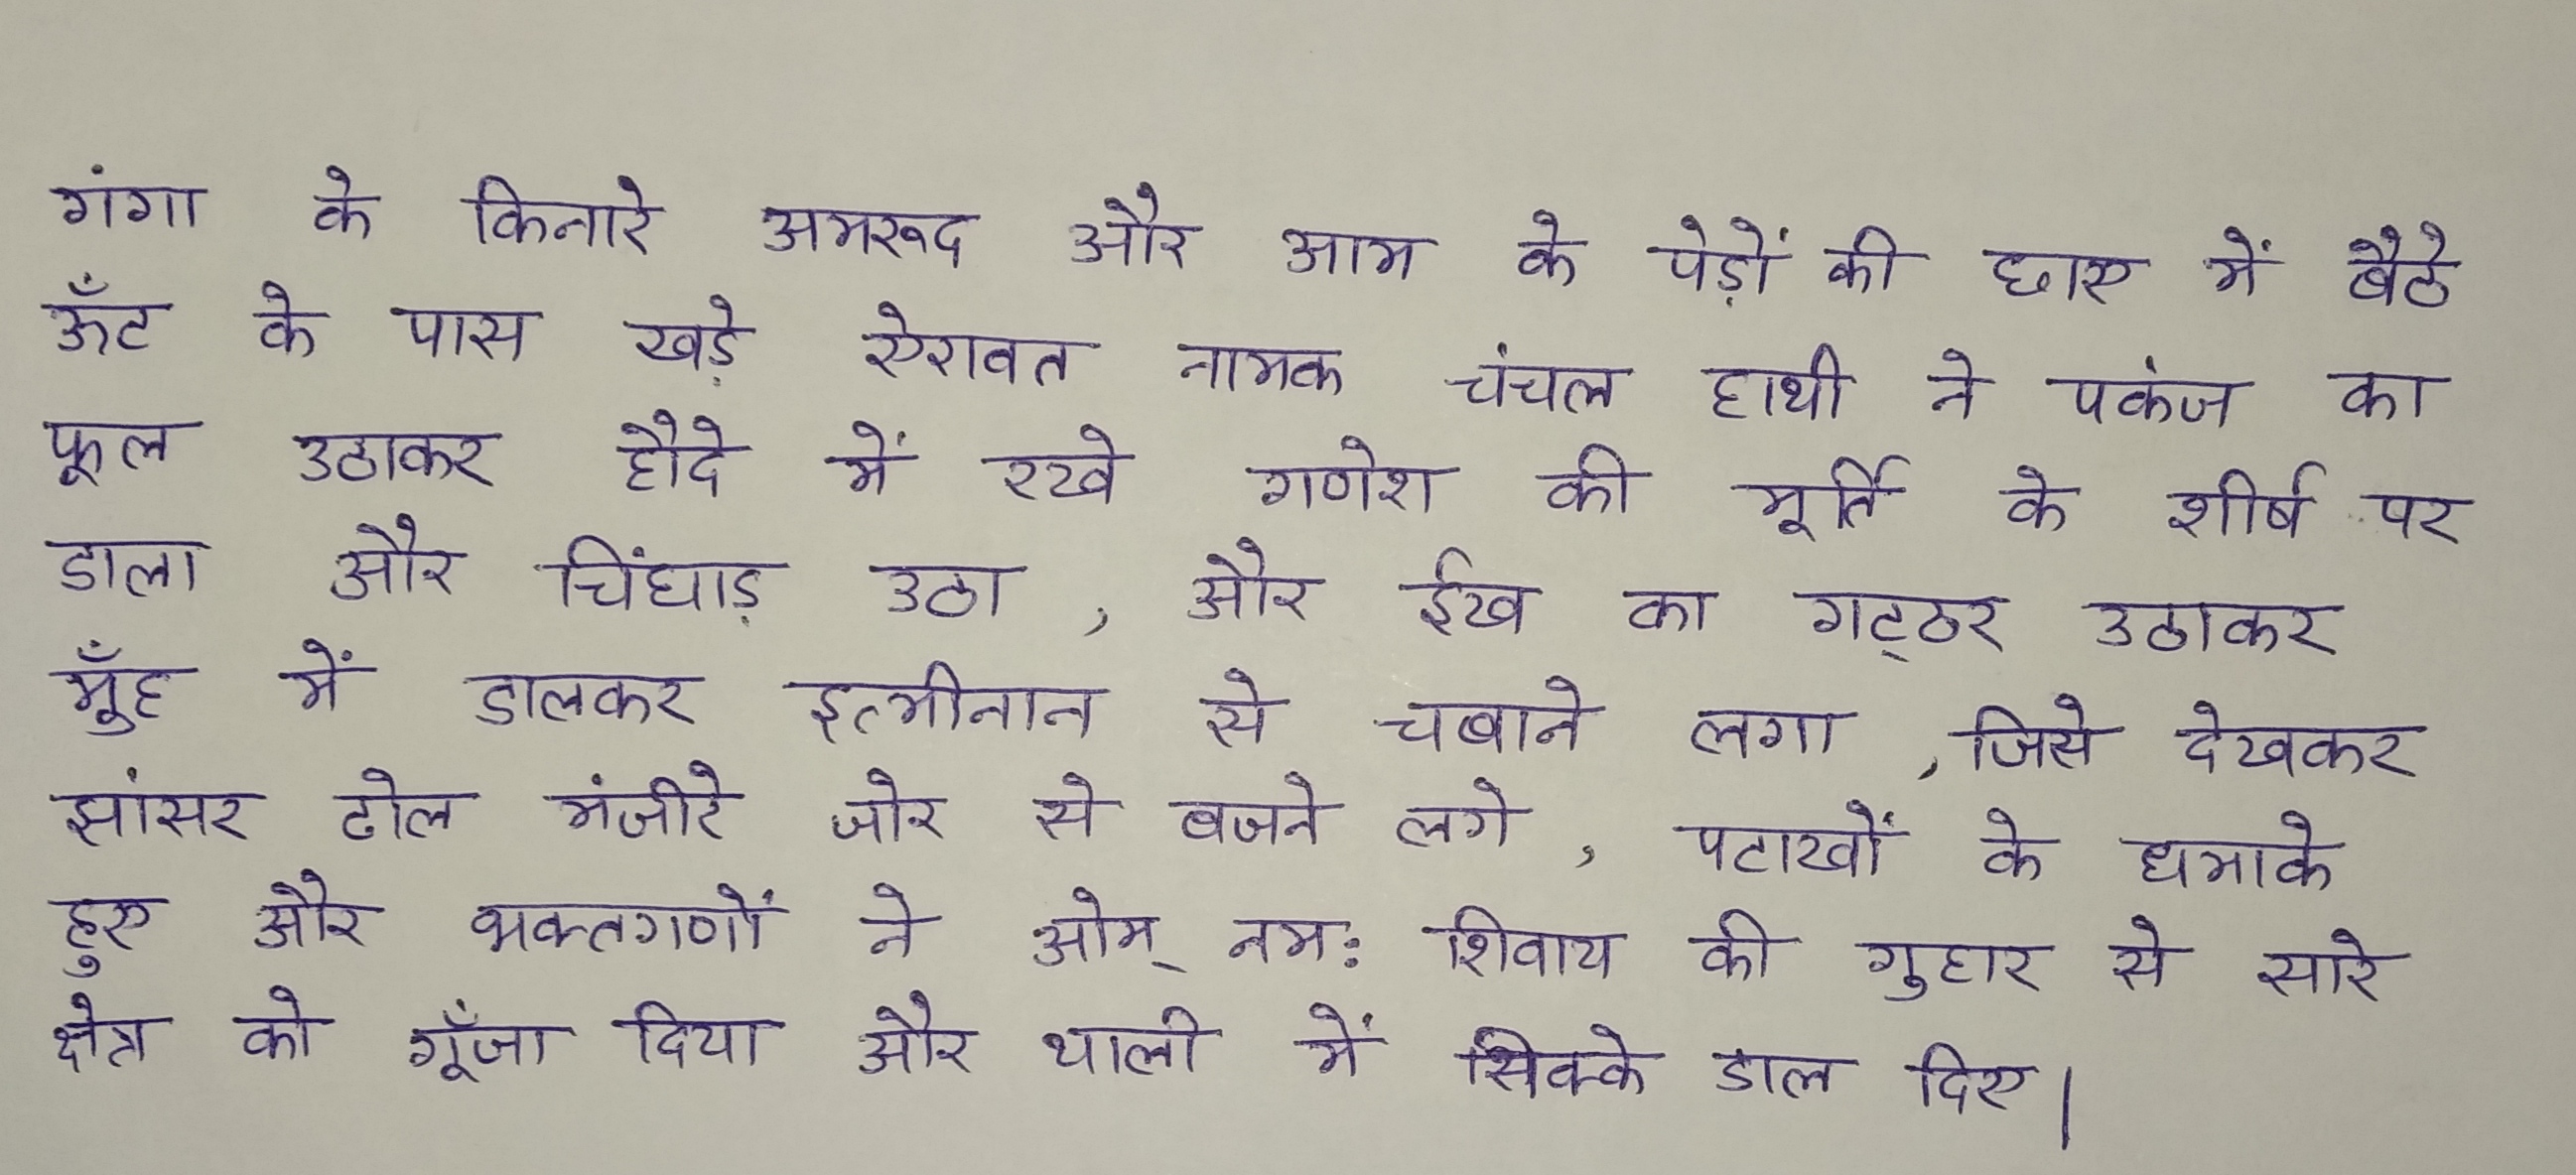 गंगा के किनारे अमरूद और आम के पेड़ों की छाए में बैठे
ऊँट के पास खड़े ऐरावत नामक चंचल हाथी ने पकंज का
फूल उठाकर हौदे में रखे गणेश की मूर्ति के शीर्ष पर
डाला और चिंघाड़ उठा , और ईख का गट्ठर उठाकर
मुँह में डालकर इत्मीनान से चबाने लगा , जिसे देखकर
झांसर ढोल मंजीरे जोर से बजने लगे , पटाखों के धमाके
हुए और भक्तगणों ने ओम् नमः शिवाय की गुहार से सारे
क्षेत्र को गूँजा दिया और थाली में सिक्के डाल दिए।